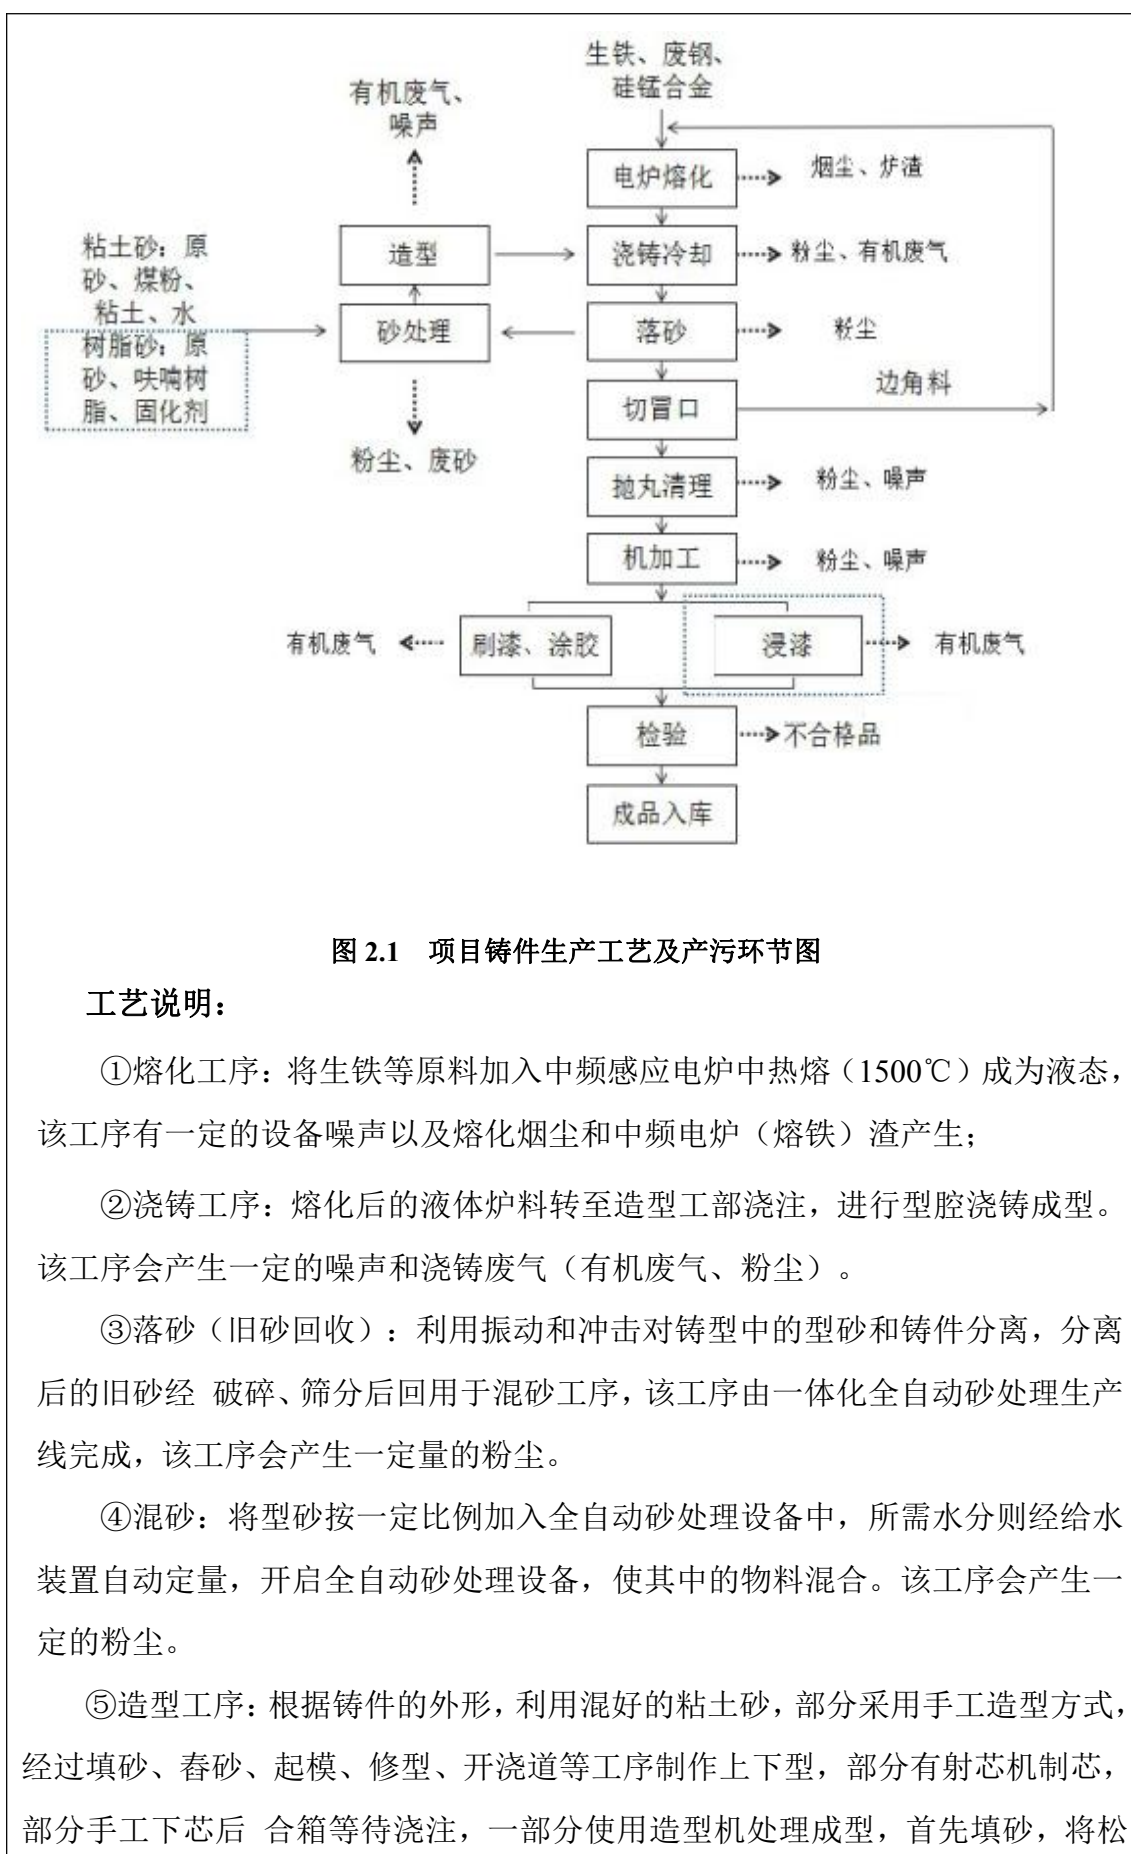 生铁、废钢、
硅锰合金
有机废气、
噪声
电炉熔化
烟尘、炉渣
粘土砂：原
砂、煤粉、
粘土、水
树脂砂：原
砂、呋喃树
脂、固化剂
造型
浇铸冷却
粉尘、有机废气
砂处理
落砂
粉尘
切冒口
边角料
粉尘、废砂
抛丸清理
粉尘、噪声
机加工
粉尘、噪声
有机废气
刷漆、涂胶
浸漆
有机废气
检验
不合格品
成品入库
图 2.1 项目铸件生产工艺及产污环节图
工艺说明：
①熔化工序：将生铁等原料加入中频感应电炉中热熔（1500℃）成为液态，
该工序有一定的设备噪声以及熔化烟尘和中频电炉（熔铁）渣产生；
②浇铸工序：熔化后的液体炉料转至造型工部浇注，进行型腔浇铸成型。
该工序会产生一定的噪声和浇铸废气（有机废气、粉尘）。
③落砂（旧砂回收）：利用振动和冲击对铸型中的型砂和铸件分离，分离
后的旧砂经 破碎、筛分后回用于混砂工序，该工序由一体化全自动砂处理生产
线完成，该工序会产生一定量的粉尘。
④混砂：将型砂按一定比例加入全自动砂处理设备中，所需水分则经给水
装置自动定量，开启全自动砂处理设备，使其中的物料混合。该工序会产生一
定的粉尘。
⑤造型工序：根据铸件的外形，利用混好的粘土砂，部分采用手工造型方式，
经过填砂、舂砂、起模、修型、开浇道等工序制作上下型，部分有射芯机制芯，
部分手工下芯后 合箱等待浇注，一部分使用造型机处理成型，首先填砂，将松